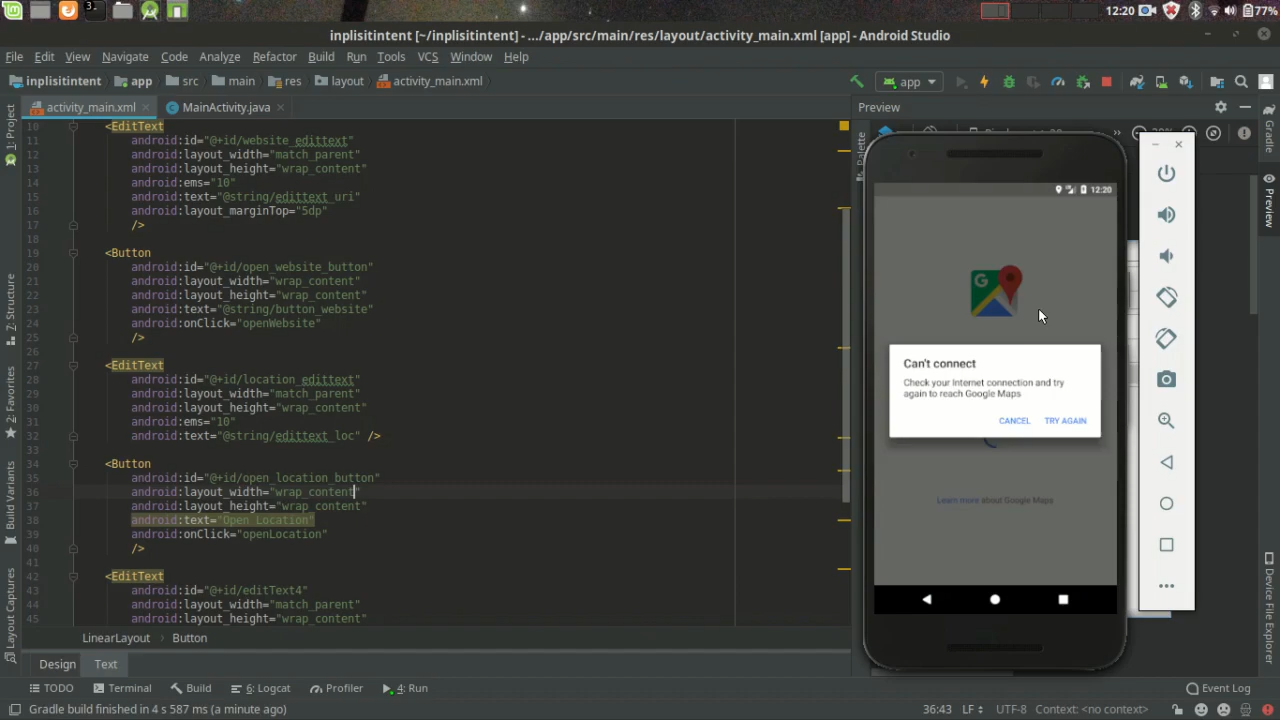 12:20
77%
inplisitintent [~/inplisitintent] - .../app/src/main/res/layout/activity_main.xml [app] - Android Studio
File Edit View Navigate Code Analyze Refactor Build Run Tools VCS Window Help
inplisitintent app src main res layout activity_main.xml
app
activity_main.xml MainActivity.java
Preview
10 <EditText
11 android:id="@+id/website_edittext"
12 android:layout_width="match_parent"
13 android:layout_height="wrap_content"
14 android:ems="10"
15 android:text="@string/edittext_uri"
16 android:layout_marginTop="5dp"
17 />
18
19 <Button
20 android:id="@+id/open_website_button"
21 android:layout_width="wrap_content"
22 android:layout_height="wrap_content"
23 android:text="@string/button_website"
24 android:onClick="openWebsite"
25 />
26
27 <EditText
28 android:id="@+id/location_edittext"
29 android:layout_width="match_parent"
30 android:layout_height="wrap_content"
31 android:ems="10"
32 android:text="@string/edittext_loc" />
33
34 <Button
35 android:id="@+id/open_location_button"
36 android:layout_width="wrap_content"
37 android:layout_height="wrap_content"
38 android:text="Open Location"
39 android:onClick="openLocation"
40 />
41
42 <EditText
43 android:id="@+id/editText4"
44 android:layout_width="match_parent"
45 android:layout_height="wrap_content"
1: Project
7: Structure
2: Favorites
Build Variants
Layout Captures
Palette
Gradle
Preview
Device File Explorer
12:20
G
Can't connect
Check your Internet connection and try
again to reach Google Maps
CANCEL TRY AGAIN
Learn more about Google Maps
LinearLayout › Button
Design Text
TODO Terminal Build 6: Logcat Profiler 4: Run
Event Log
Gradle build finished in 4 s 587 ms (a minute ago)
36:43 LF UTF-8 Context: <no context>